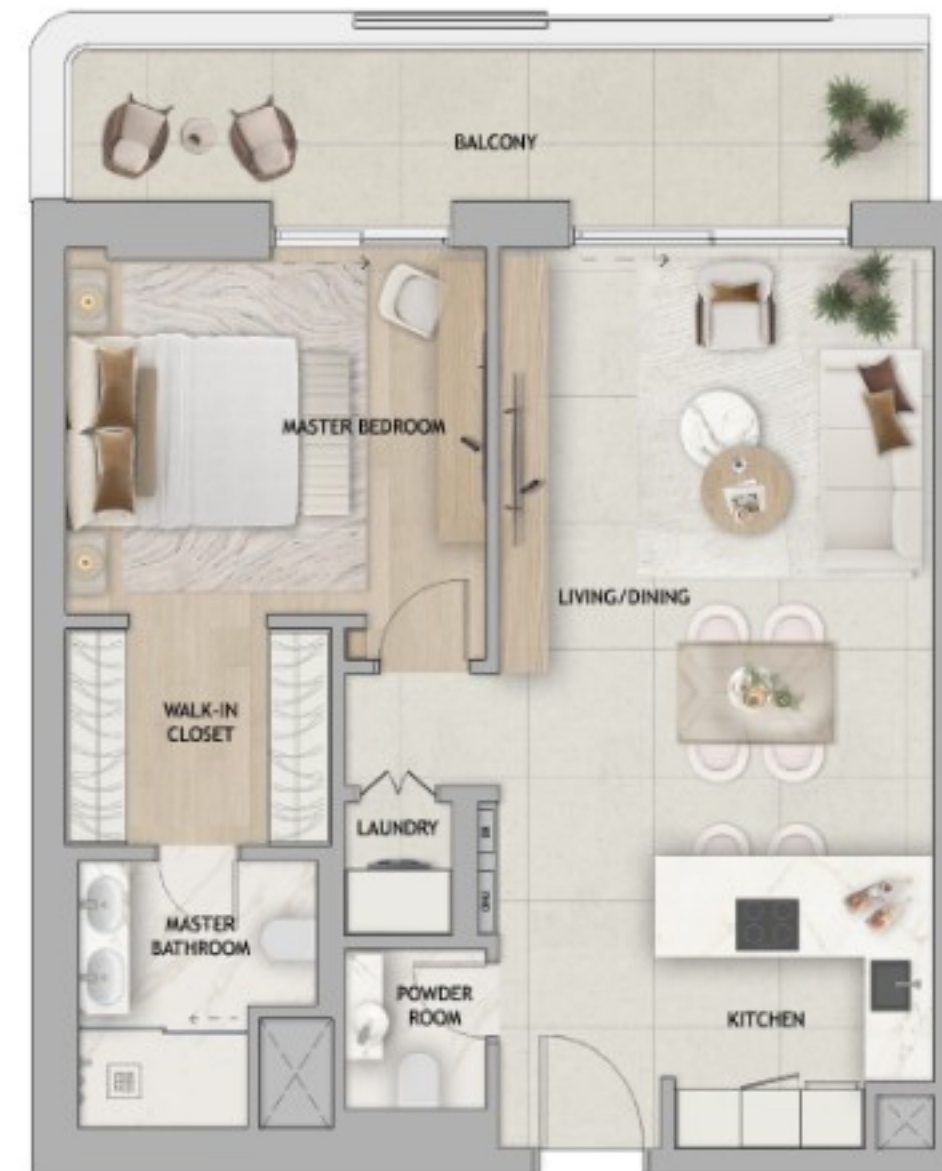 BALCONY
MASTER BEDROOM
LIVING/DINING
WALK-IN
CLOSET
LAUNDRY
MASTER
BATHROOM
POWDER
ROOM
KITCHEN